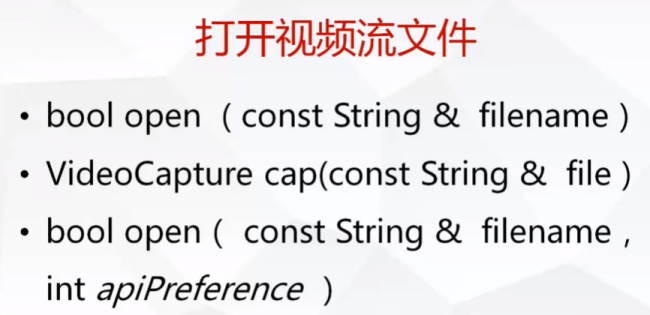 打开视频流文件
• bool open ( const String & filename )
• VideoCapture cap(const String & file )
• bool open ( const String & filename ,
int apiPreference )